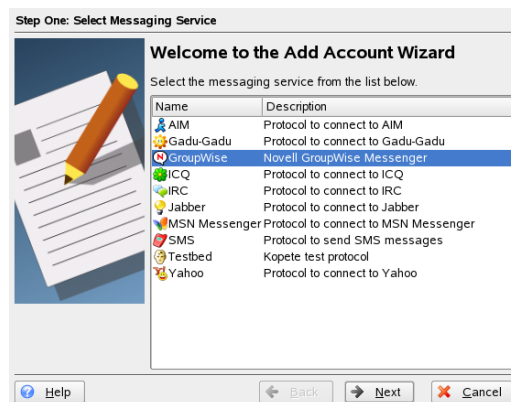 Step One: Select Messaging Service
Welcome to the Add Account Wizard
Select the messaging service from the list below.
Name Description
AIM Protocol to connect to AIM
Gadu-Gadu Protocol to connect to Gadu-Gadu
GroupWise Novell GroupWise Messenger
ICQ Protocol to connect to ICQ
IRC Protocol to connect to IRC
Jabber Protocol to connect to Jabber
MSN Messenger Protocol to connect to MSN Messenger
SMS Protocol to send SMS messages
Testbed Kopete test protocol
Yahoo Protocol to connect to Yahoo
Help Back Next Cancel